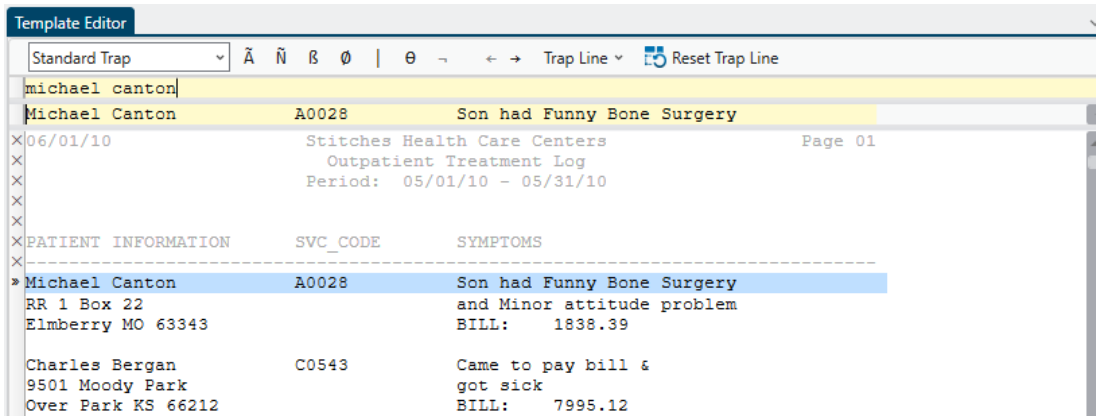 Template Editor
Standard Trap Ã Ñ ß Ø | ɵ ¬ ← → Trap Line Reset Trap Line
michael canton
Michael Canton A0028 Son had Funny Bone Surgery
06/01/10 Stitches Health Care Centers Page 01
Outpatient Treatment Log
Period: 05/01/10 - 05/31/10
PATIENT INFORMATION SVC_CODE SYMPTOMS
--------------------------------------------------------------------------------
Michael Canton A0028 Son had Funny Bone Surgery
RR 1 Box 22 and Minor attitude problem
Elmberry MO 63343 BILL: 1838.39
Charles Bergan C0543 Came to pay bill &
9501 Moody Park got sick
Over Park KS 66212 BILL: 7995.12